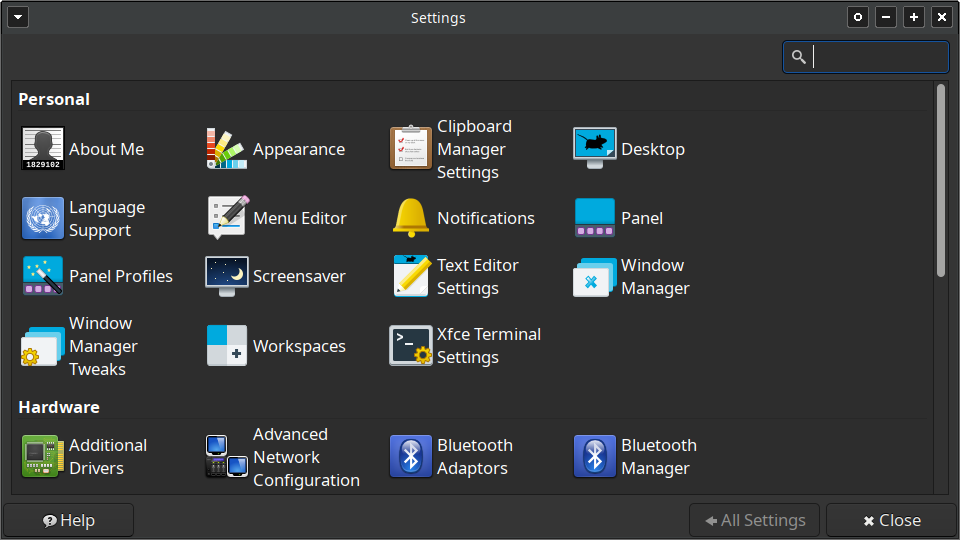 Settings
Personal
About Me
Appearance
Clipboard
Manager
Settings
Desktop
1829102
Language
Support
Menu Editor
Notifications
Panel
Panel Profiles
Screensaver
Text Editor
Settings
Window
Manager
Window
Manager
Tweaks
Workspaces
>_
Xfce Terminal
Settings
Hardware
Additional
Drivers
Advanced
Network
Configuration
Bluetooth
Adaptors
Bluetooth
Manager
Help
All Settings
Close